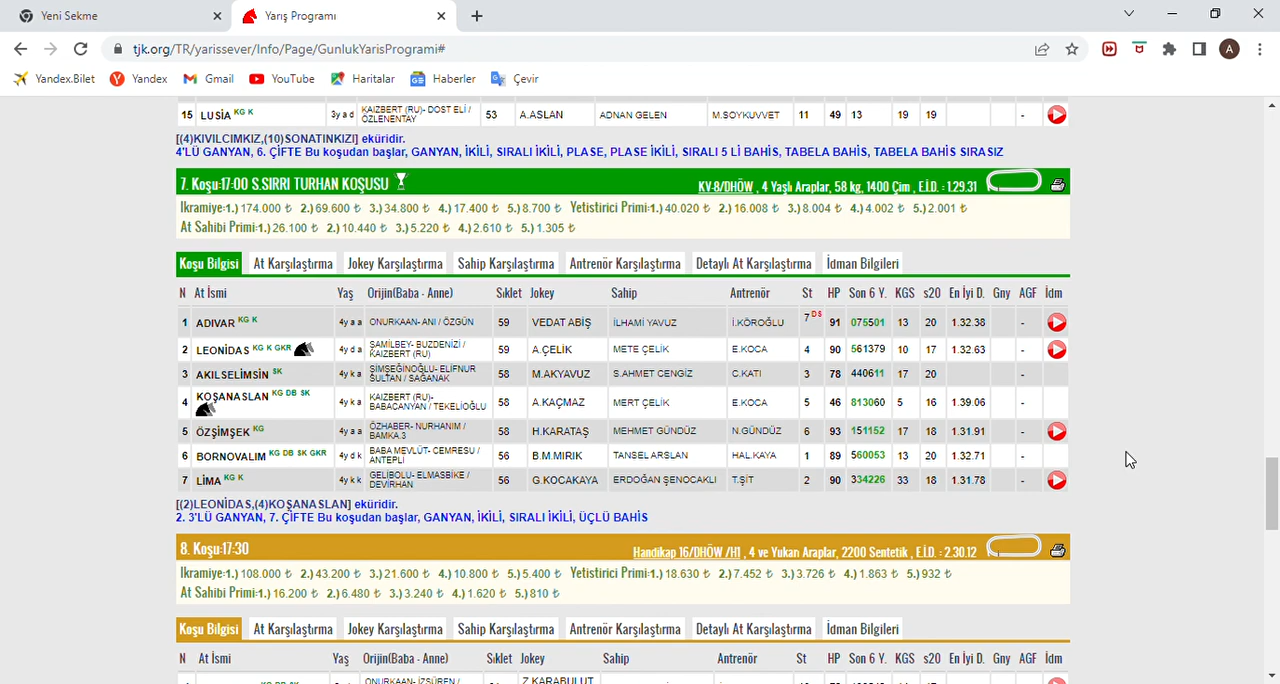 Yeni Sekme
Yarış Programı
tjk.org/TR/yarissever/Info/Page/GunlukYarisProgrami#
A
Yandex.Bilet Yandex Gmail YouTube Haritalar Haberler Çevir
15 LUSİA KG K 3y a d KAIZBERT (RU)- DOST ELİ / ÖZLENENTAY 53 A.ASLAN ADNAN GELEN M.SOYKUVVET 11 49 13 19 19 -
[(4)KIVILCIMKIZ,(10)SONATINKIZI] eküridir.
4'LÜ GANYAN, 6. ÇİFTE Bu koşudan başlar, GANYAN, İKİLİ, SIRALI İKİLİ, PLASE, PLASE İKİLİ, SIRALI 5 Lİ BAHİS, TABELA BAHİS, TABELA BAHİS SIRASIZ
7. Koşu:17:00 S.SIRRI TURHAN KOŞUSU KV-8/DHÖW , 4 Yaşlı Araplar, 58 kg, 1400 Çim , E.İ.D. : 1.29.31
Ikramiye:1.) 174.000 ₺ 2.) 69.600 ₺ 3.) 34.800 ₺ 4.) 17.400 ₺ 5.) 8.700 ₺ Yetistirici Primi:1.) 40.020 ₺ 2.) 16.008 ₺ 3.) 8.004 ₺ 4.) 4.002 ₺ 5.) 2.001 ₺
At Sahibi Primi:1.) 26.100 ₺ 2.) 10.440 ₺ 3.) 5.220 ₺ 4.) 2.610 ₺ 5.) 1.305 ₺
Koşu Bilgisi At Karşılaştırma Jokey Karşılaştırma Sahip Karşılaştırma Antrenör Karşılaştırma Detaylı At Karşılaştırma İdman Bilgileri
N At İsmi Yaş Orijin(Baba - Anne) Sıklet Jokey Sahip Antrenör St HP Son 6 Y. KGS s20 En İyi D. Gny AGF İdm
1 ADIVAR KG K 4y a a ONURKAAN- ANI / ÖZGÜN 59 VEDAT ABİŞ İLHAMİ YAVUZ İ.KÖROĞLU 7 DS 91 075501 13 20 1.32.38 -
2 LEONİDAS KG K GKR 4y d a SAMİLBEY- BUZDENİZİ / KAIZBERT (RU) 59 A.ÇELİK METE ÇELİK E.KOCA 4 90 561379 10 17 1.32.63 -
3 AKILSELİMSİN SK 4y k a ŞİMŞEĞİNOĞLU- ELİFNUR SULTAN / SAĞANAK 58 M.AKYAVUZ S.AHMET CENGİZ C.KATI 3 78 440611 17 20 -
4 KOŞANASLAN KG DB SK 4y k a KAIZBERT (RU)- BABACANYAN / TEKELİOĞLU 58 A.KAÇMAZ MERT ÇELİK E.KOCA 5 46 813060 5 16 1.39.06 -
5 ÖZŞİMŞEK KG 4y a a ÖZHABER- NURHANIM / BAMKA.3 58 H.KARATAŞ MEHMET GÜNDÜZ N.GÜNDÜZ 6 93 151152 17 18 1.31.91 -
6 BORNOVALIM KG DB SK GKR 4y d k BABA MEVLÜT- CEMRESU / ANTEPLİ 56 B.M.MIRIK TANSEL ARSLAN HAL.KAYA 1 89 560053 13 20 1.32.71 -
7 LİMA KG K 4y k k GELİBOLU- ELMASBİKE / DEVİRHAN 56 G.KOCAKAYA ERDOĞAN ŞENOCAKLI T.ŞİT 2 90 334226 33 18 1.31.78 -
[(2)LEONİDAS,(4)KOŞANASLAN] eküridir.
2. 3'LÜ GANYAN, 7. ÇİFTE Bu koşudan başlar, GANYAN, İKİLİ, SIRALI İKİLİ, ÜÇLÜ BAHİS
8. Koşu:17:30 Handikap 16/DHÖW /H1 , 4 ve Yukarı Araplar, 2200 Sentetik , E.İ.D. : 2.30.12
Ikramiye:1.) 108.000 ₺ 2.) 43.200 ₺ 3.) 21.600 ₺ 4.) 10.800 ₺ 5.) 5.400 ₺ Yetistirici Primi:1.) 18.630 ₺ 2.) 7.452 ₺ 3.) 3.726 ₺ 4.) 1.863 ₺ 5.) 932 ₺
At Sahibi Primi:1.) 16.200 ₺ 2.) 6.480 ₺ 3.) 3.240 ₺ 4.) 1.620 ₺ 5.) 810 ₺
Koşu Bilgisi At Karşılaştırma Jokey Karşılaştırma Sahip Karşılaştırma Antrenör Karşılaştırma Detaylı At Karşılaştırma İdman Bilgileri
N At İsmi Yaş Orijin(Baba - Anne) Sıklet Jokey Sahip Antrenör St HP Son 6 Y. KGS s20 En İyi D. Gny AGF İdm
ONURKAAN- İZSÜREN / Z.KARABULUT